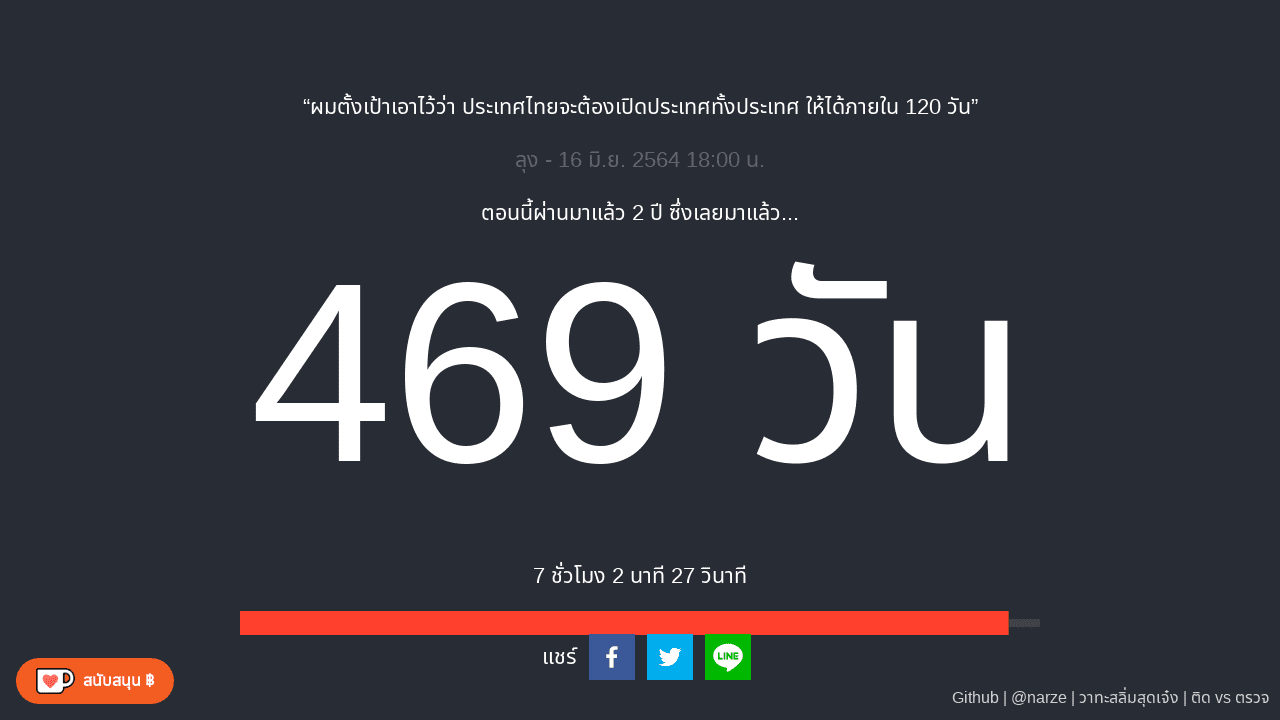 “ผมตั้งเป้าเอาไว้ว่า ประเทศไทยจะต้องเปิดประเทศทั้งประเทศ ให้ได้ภายใน 120 วัน”
ลุง - 16 มิ.ย. 2564 18:00 น.
ตอนนี้ผ่านมาแล้ว 2 ปี ซึ่งเลยมาแล้ว...
469 วัน
7 ชั่วโมง 2 นาที 27 วินาที
แชร์
LINE
สนับสนุน ฿
Github | @narze | วาทะสลิ่มสุดเจ๋ง | ติด vs ตรวจ